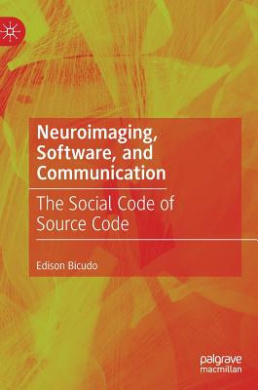 Neuroimaging,
Software, and
Communication
The Social Code of
Source Code
Edison Bicudo
palgrave
macmillan